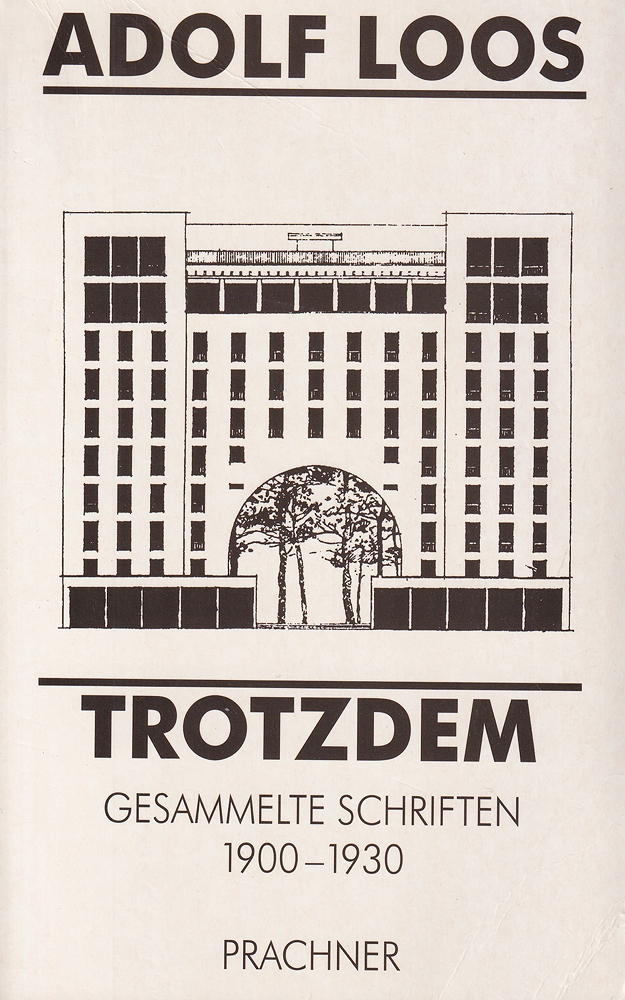 ADOLF LOOS
TROTZDEM
GESAMMELTE SCHRIFTEN
1900–1930
PRACHNER